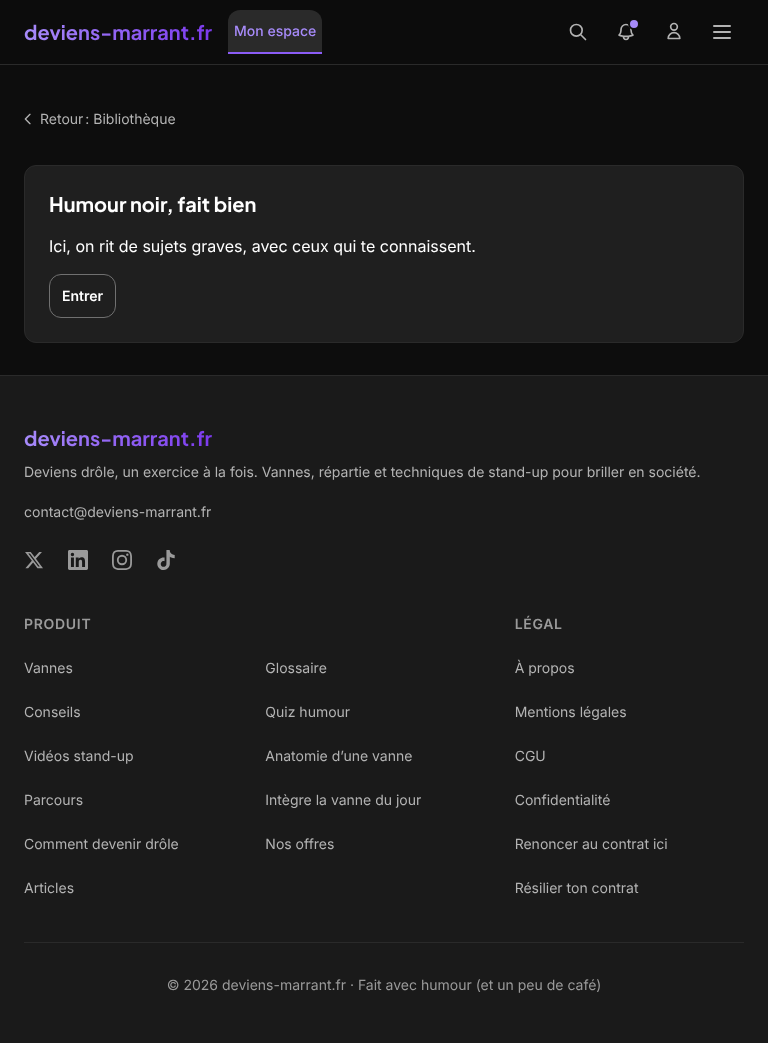 deviens-marrant.fr
Mon espace
Retour : Bibliothèque
Humour noir, fait bien
Ici, on rit de sujets graves, avec ceux qui te connaissent.
Entrer
deviens-marrant.fr
Deviens drôle, un exercice à la fois. Vannes, répartie et techniques de stand-up pour briller en société.
contact@deviens-marrant.fr
PRODUIT
Vannes
Conseils
Vidéos stand-up
Parcours
Comment devenir drôle
Articles
Glossaire
Quiz humour
Anatomie d’une vanne
Intègre la vanne du jour
Nos offres
LÉGAL
À propos
Mentions légales
CGU
Confidentialité
Renoncer au contrat ici
Résilier ton contrat
© 2026 deviens-marrant.fr · Fait avec humour (et un peu de café)